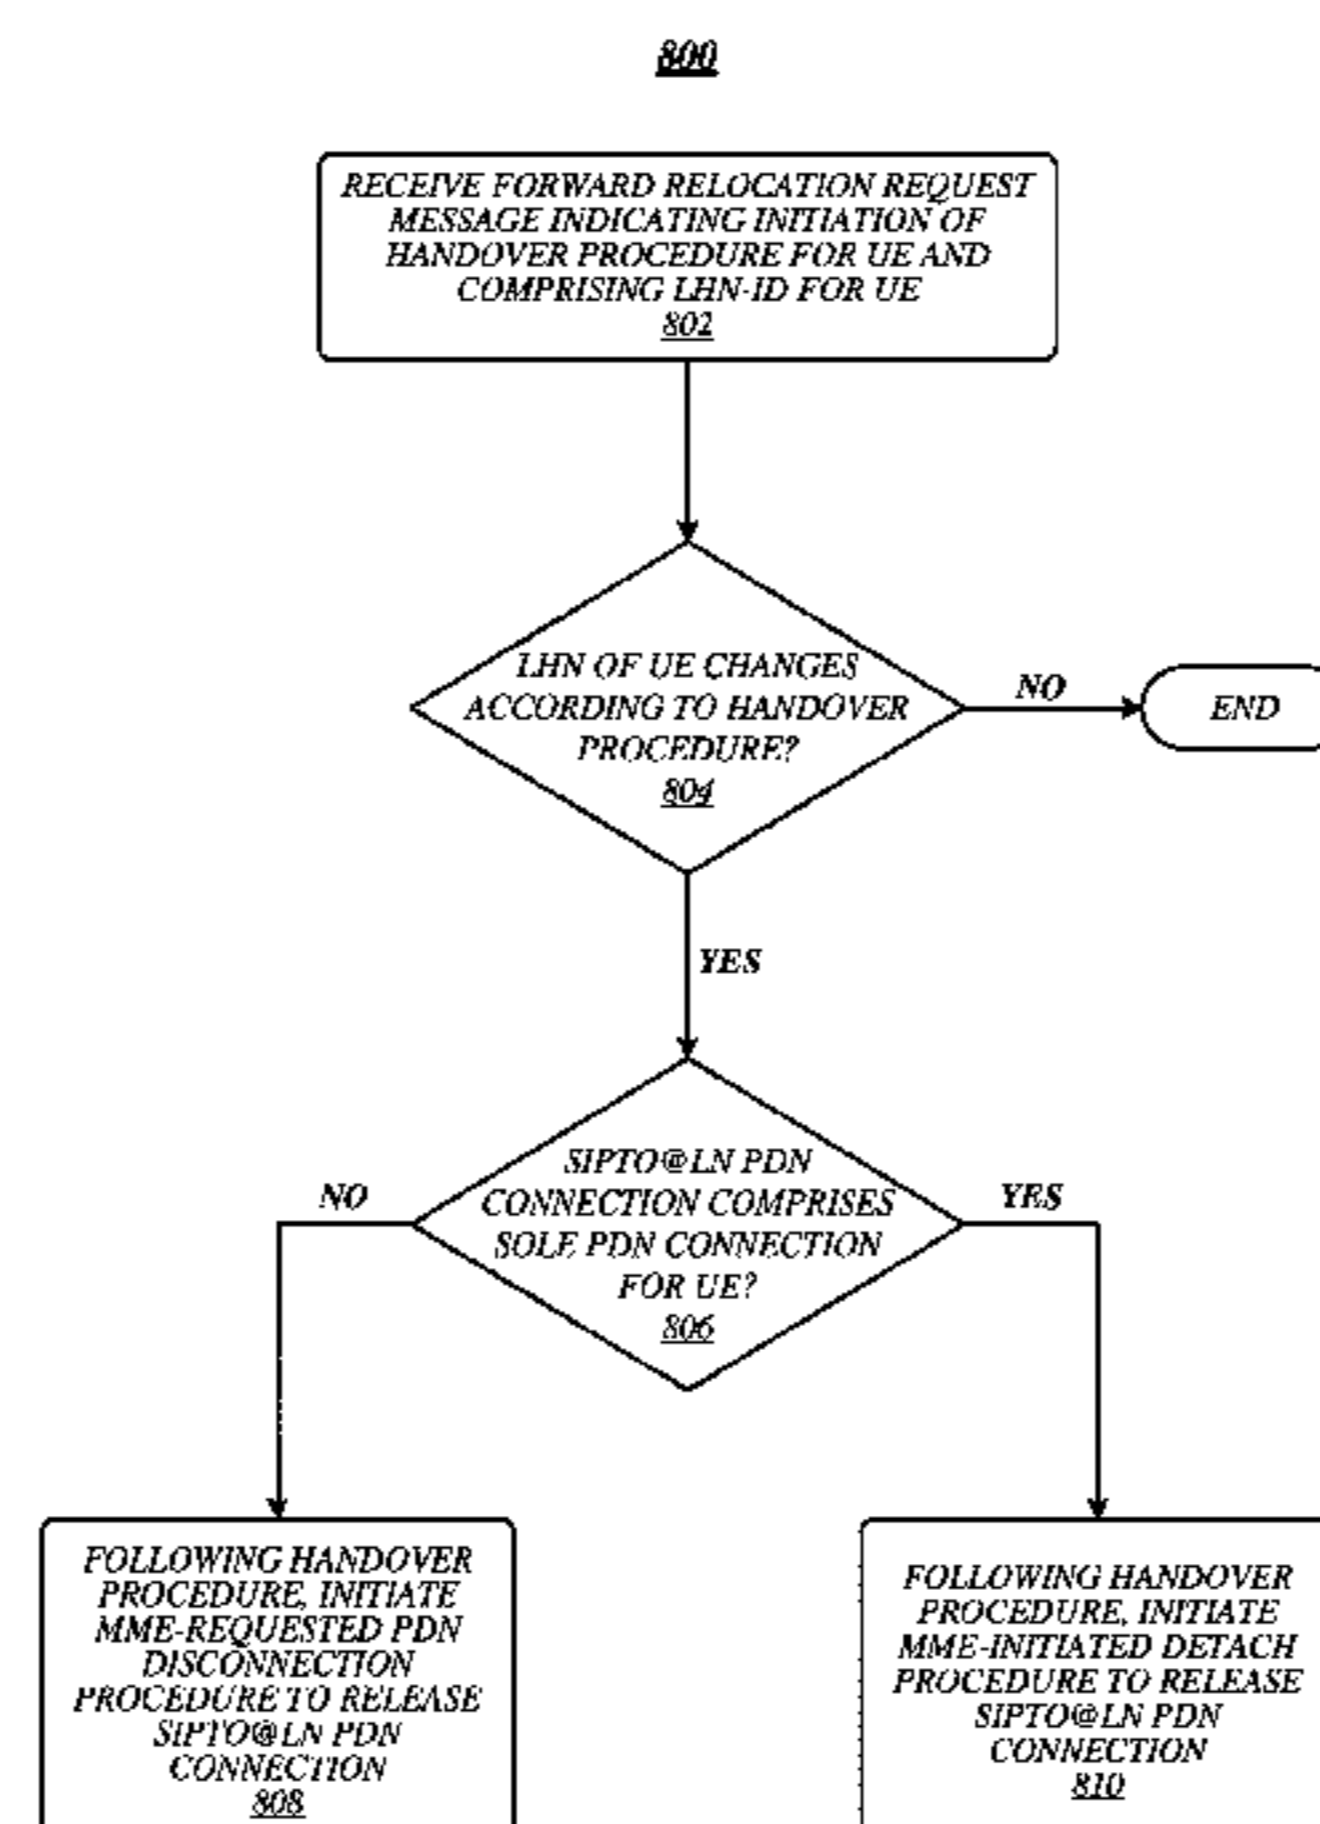 800
RECEIVE FORWARD RELOCATION REQUEST
MESSAGE INDICATING INITIATION OF
HANDOVER PROCEDURE FOR UE AND
COMPRISING LHN-ID FOR UE
802
LHN OF UE CHANGES
ACCORDING TO HANDOVER
PROCEDURE?
804
NO
END
YES
SIPTO@LN PDN
CONNECTION COMPRISES
SOLE PDN CONNECTION
FOR UE?
806
NO
YES
FOLLOWING HANDOVER
PROCEDURE, INITIATE
MME-REQUESTED PDN
DISCONNECTION
PROCEDURE TO RELEASE
SIPTO@LN PDN
CONNECTION
808
FOLLOWING HANDOVER
PROCEDURE, INITIATE
MME-INITIATED DETACH
PROCEDURE TO RELEASE
SIPTO@LN PDN
CONNECTION
810